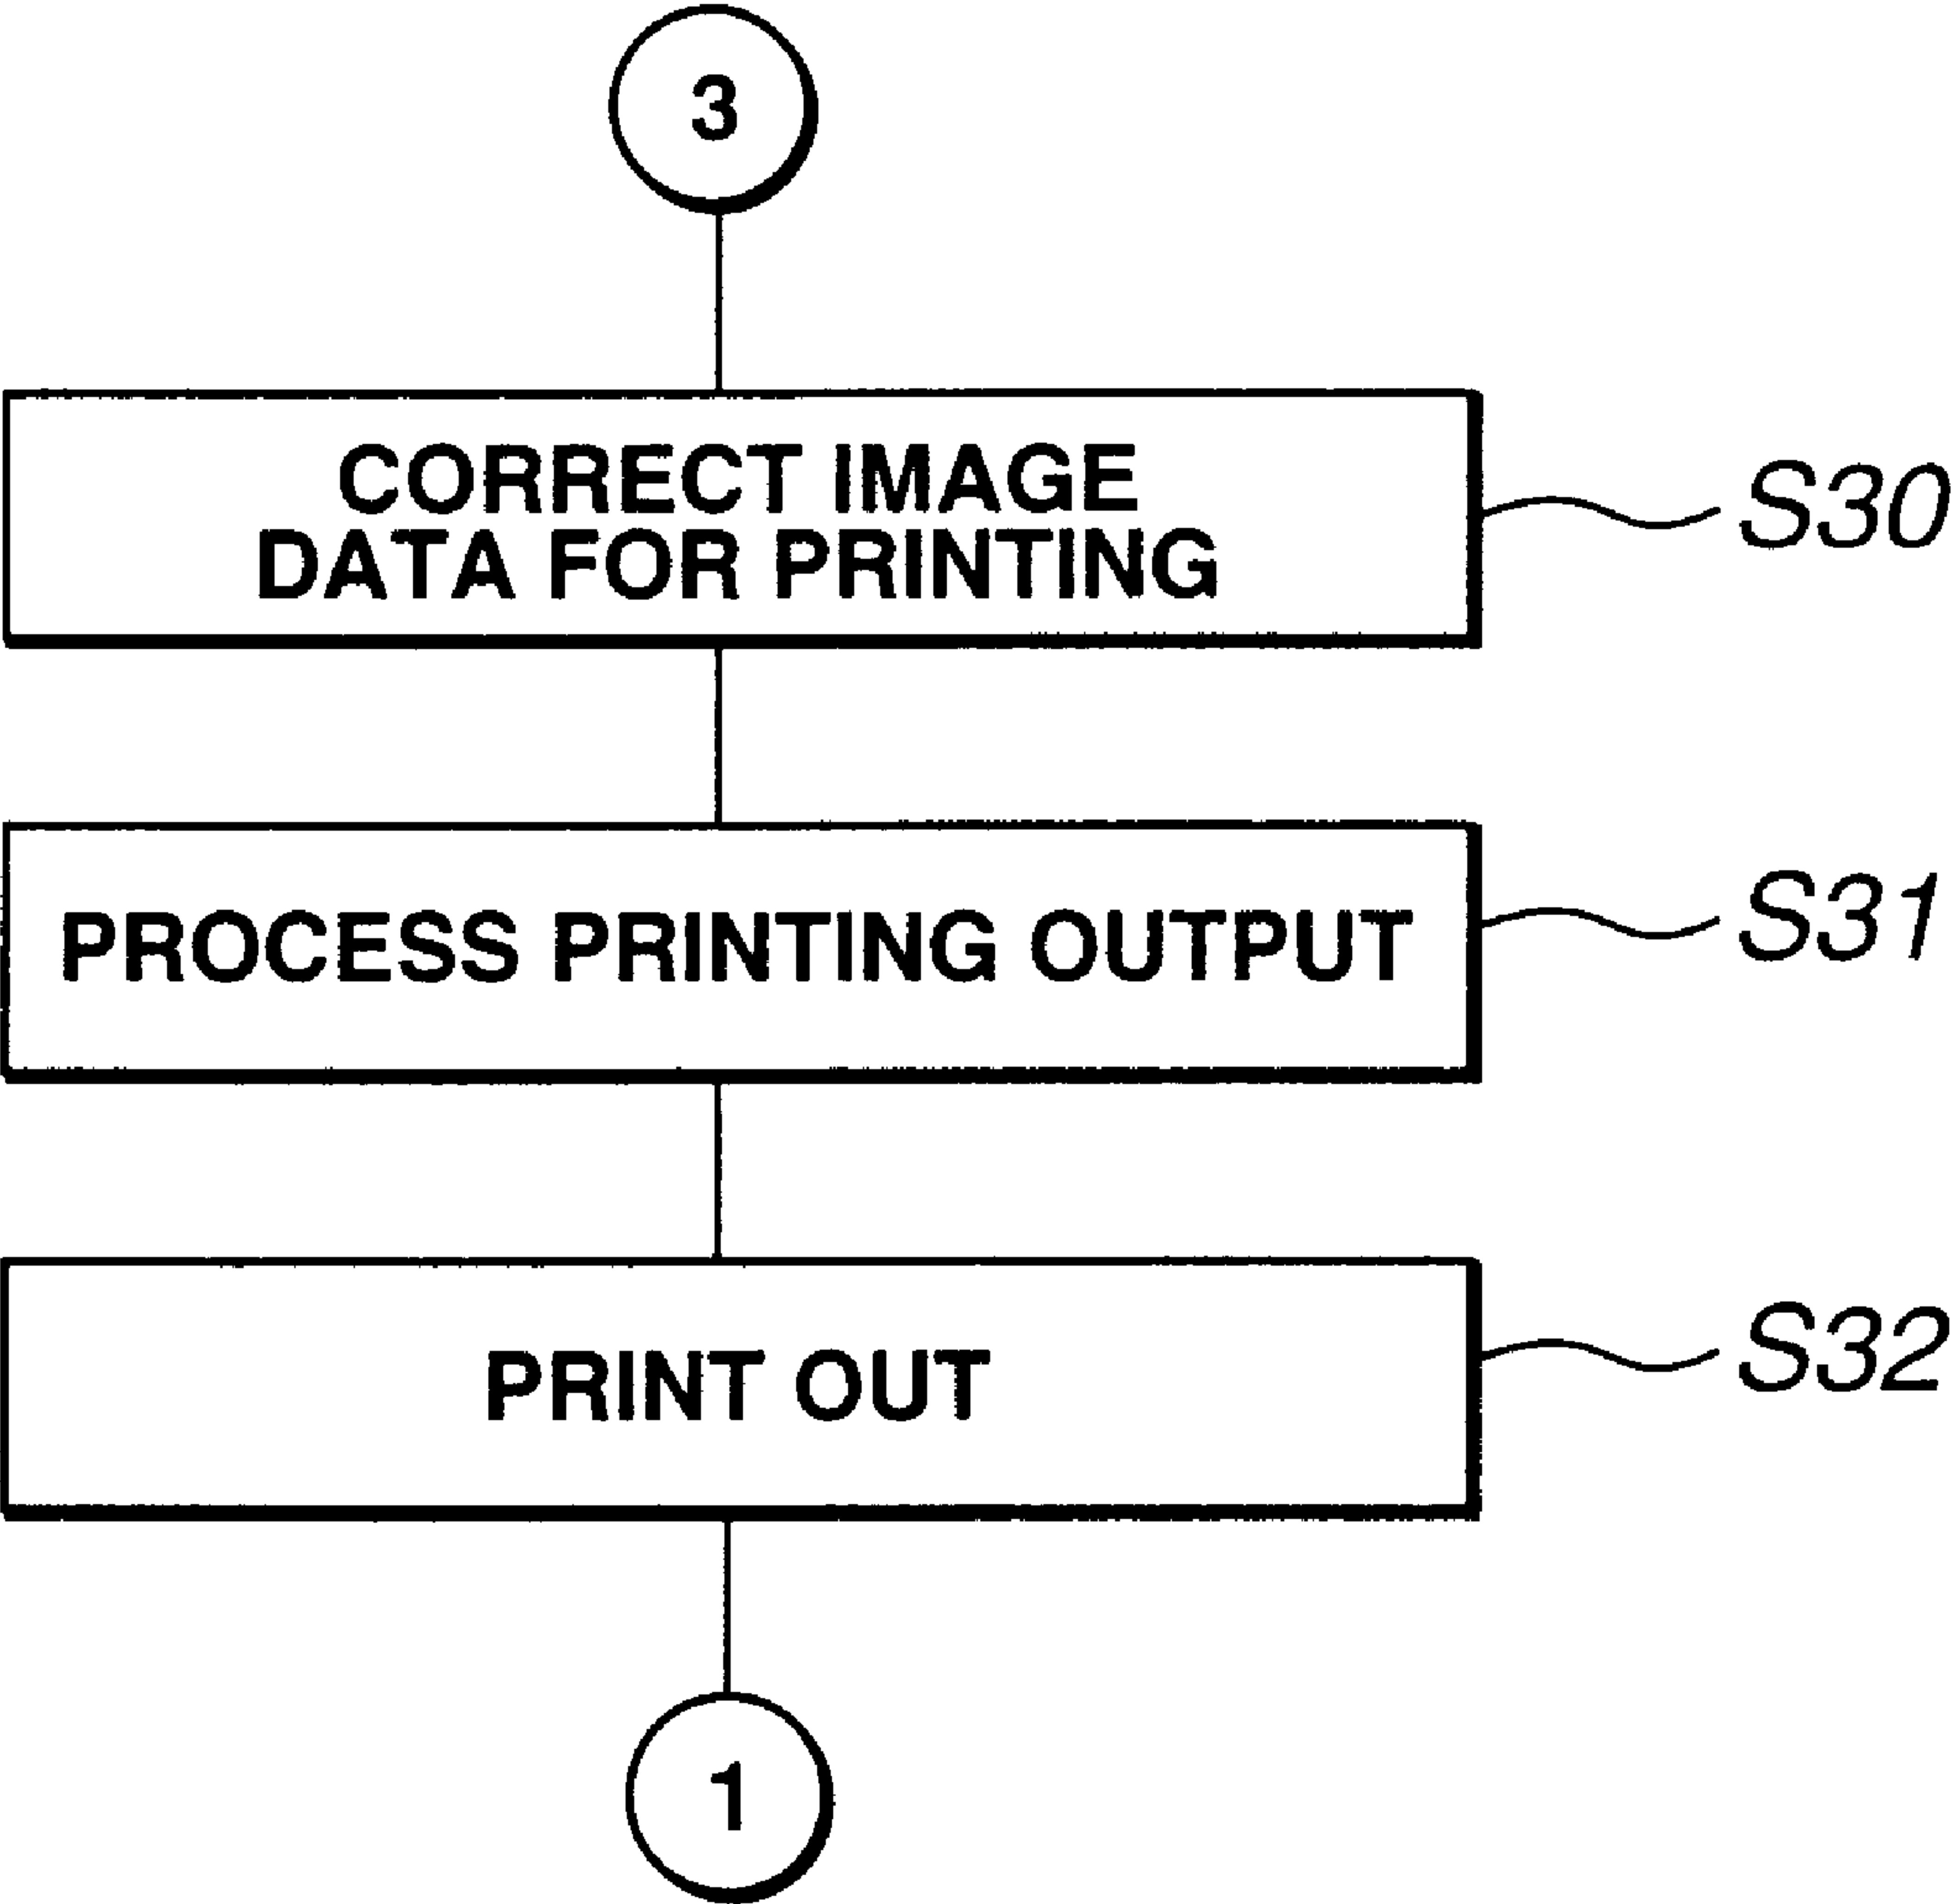 3
CORRECT IMAGE
DATA FOR PRINTING
S30
PROCESS PRINTING OUTPUT
S31
PRINT OUT
S32
1